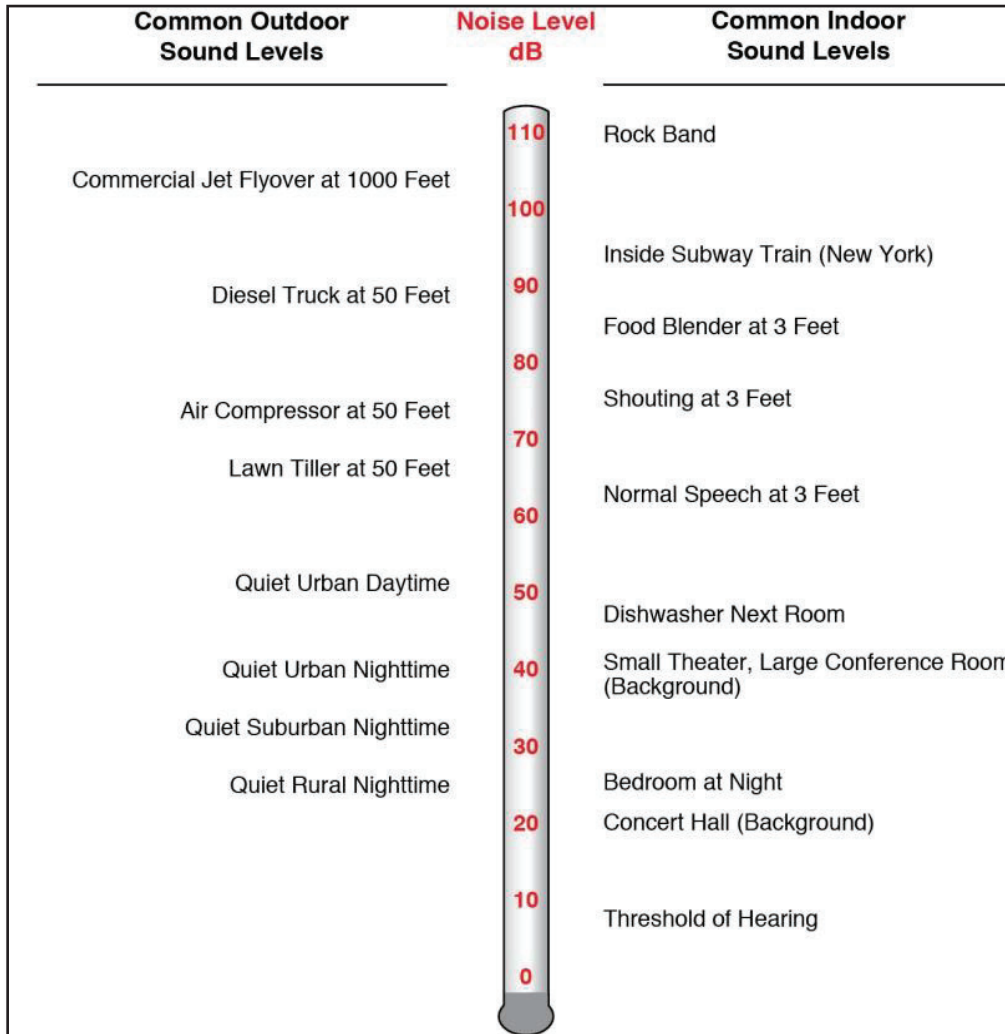 Common Outdoor
Sound Levels
Noise Level
dB
Common Indoor
Sound Levels
110
Rock Band
Commercial Jet Flyover at 1000 Feet
100
Inside Subway Train (New York)
90
Diesel Truck at 50 Feet
Food Blender at 3 Feet
80
Shouting at 3 Feet
Air Compressor at 50 Feet
70
Lawn Tiller at 50 Feet
Normal Speech at 3 Feet
60
Quiet Urban Daytime
50
Dishwasher Next Room
Quiet Urban Nighttime
40
Small Theater, Large Conference Room
(Background)
Quiet Suburban Nighttime
30
Quiet Rural Nighttime
Bedroom at Night
20
Concert Hall (Background)
10
Threshold of Hearing
0